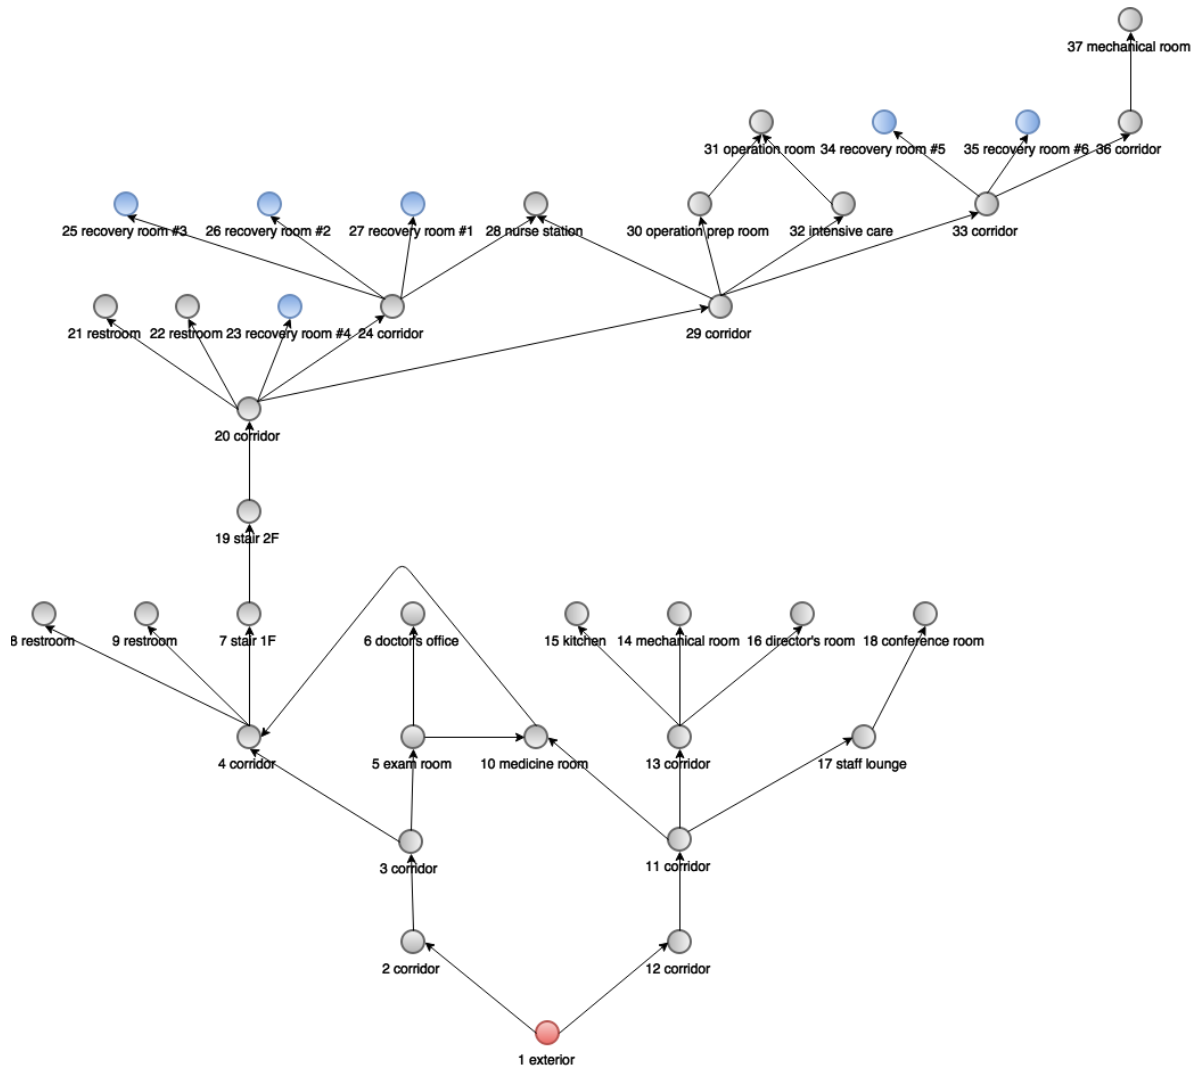 37 mechanical room
31 operation room
34 recovery room #5
35 recovery room #6
36 corridor
25 recovery room #3
26 recovery room #2
27 recovery room #1
28 nurse station
30 operation prep room
32 intensive care
33 corridor
21 restroom
22 restroom
23 recovery room #4
24 corridor
29 corridor
20 corridor
19 stair 2F
8 restroom
9 restroom
7 stair 1F
6 doctor's office
15 kitchen
14 mechanical room
16 director's room
18 conference room
4 corridor
5 exam room
10 medicine room
13 corridor
17 staff lounge
3 corridor
11 corridor
2 corridor
12 corridor
1 exterior